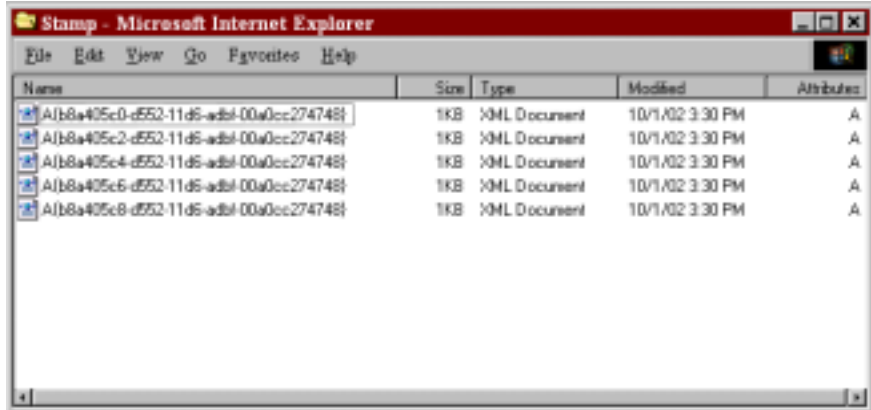 Stamp - Microsoft Internet Explorer
File Edit View Go Favorites Help
Name Size Type Modified Attributes
A{b8a405c0-d552-11d6-adbf-00a0cc274748} 1KB XML Document 10/1/02 3:30 PM A
A{b8a405c2-d552-11d6-adbf-00a0cc274748} 1KB XML Document 10/1/02 3:30 PM A
A{b8a405c4-d552-11d6-adbf-00a0cc274748} 1KB XML Document 10/1/02 3:30 PM A
A{b8a405c6-d552-11d6-adbf-00a0cc274748} 1KB XML Document 10/1/02 3:30 PM A
A{b8a405c8-d552-11d6-adbf-00a0cc274748} 1KB XML Document 10/1/02 3:30 PM A